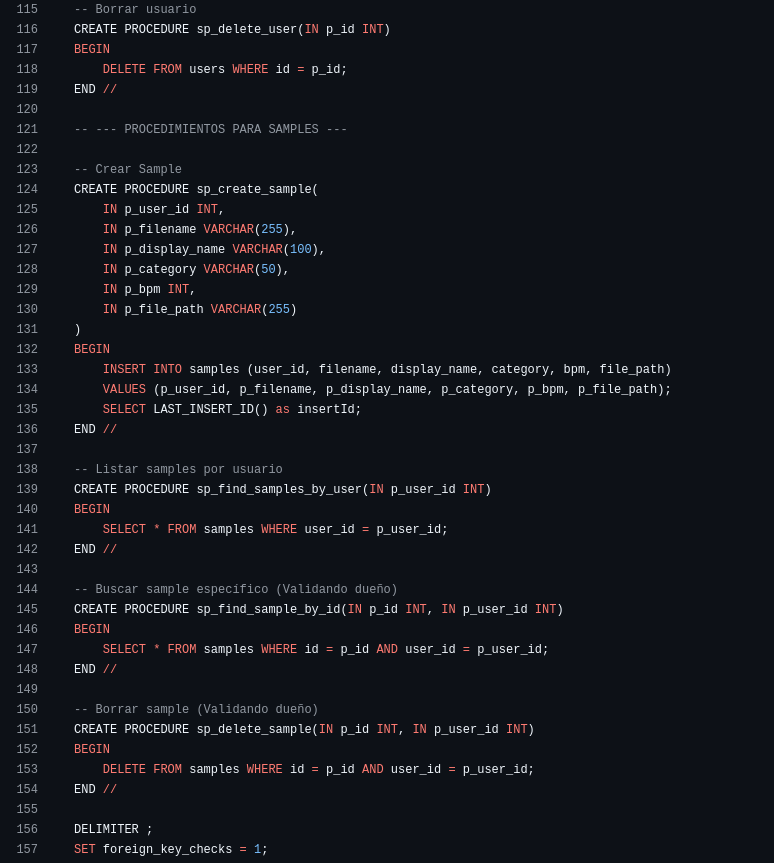 115 -- Borrar usuario
116 CREATE PROCEDURE sp_delete_user(IN p_id INT)
117 BEGIN
118     DELETE FROM users WHERE id = p_id;
119 END //
120
121 -- --- PROCEDIMIENTOS PARA SAMPLES ---
122
123 -- Crear Sample
124 CREATE PROCEDURE sp_create_sample(
125     IN p_user_id INT,
126     IN p_filename VARCHAR(255),
127     IN p_display_name VARCHAR(100),
128     IN p_category VARCHAR(50),
129     IN p_bpm INT,
130     IN p_file_path VARCHAR(255)
131 )
132 BEGIN
133     INSERT INTO samples (user_id, filename, display_name, category, bpm, file_path)
134     VALUES (p_user_id, p_filename, p_display_name, p_category, p_bpm, p_file_path);
135     SELECT LAST_INSERT_ID() as insertId;
136 END //
137
138 -- Listar samples por usuario
139 CREATE PROCEDURE sp_find_samples_by_user(IN p_user_id INT)
140 BEGIN
141     SELECT * FROM samples WHERE user_id = p_user_id;
142 END //
143
144 -- Buscar sample específico (Validando dueño)
145 CREATE PROCEDURE sp_find_sample_by_id(IN p_id INT, IN p_user_id INT)
146 BEGIN
147     SELECT * FROM samples WHERE id = p_id AND user_id = p_user_id;
148 END //
149
150 -- Borrar sample (Validando dueño)
151 CREATE PROCEDURE sp_delete_sample(IN p_id INT, IN p_user_id INT)
152 BEGIN
153     DELETE FROM samples WHERE id = p_id AND user_id = p_user_id;
154 END //
155
156 DELIMITER ;
157 SET foreign_key_checks = 1;